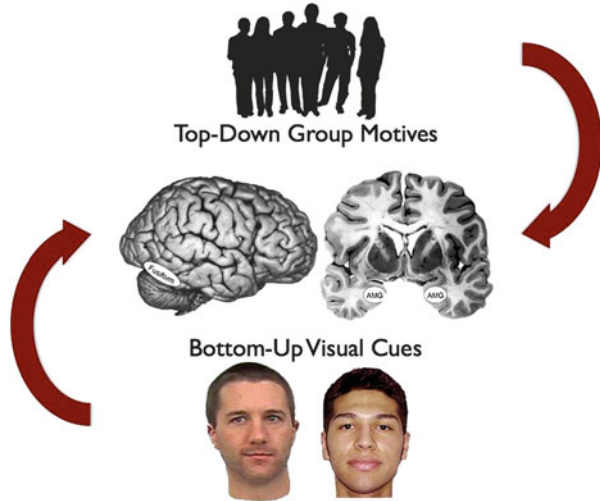 Top-Down Group Motives
Fusiform
AMG
AMG
Bottom-Up Visual Cues